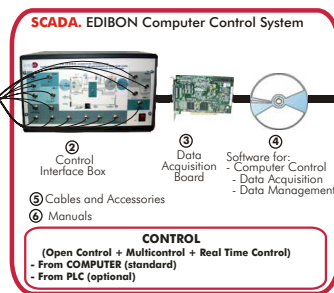 SCADA. EDIBON Computer Control System
② Control Interface Box
③ Data Acquisition Board
④ Software for:
- Computer Control
- Data Acquisition
- Data Management
⑤ Cables and Accessories
⑥ Manuals
CONTROL
(Open Control + Multicontrol + Real Time Control)
- From COMPUTER (standard)
- From PLC (optional)